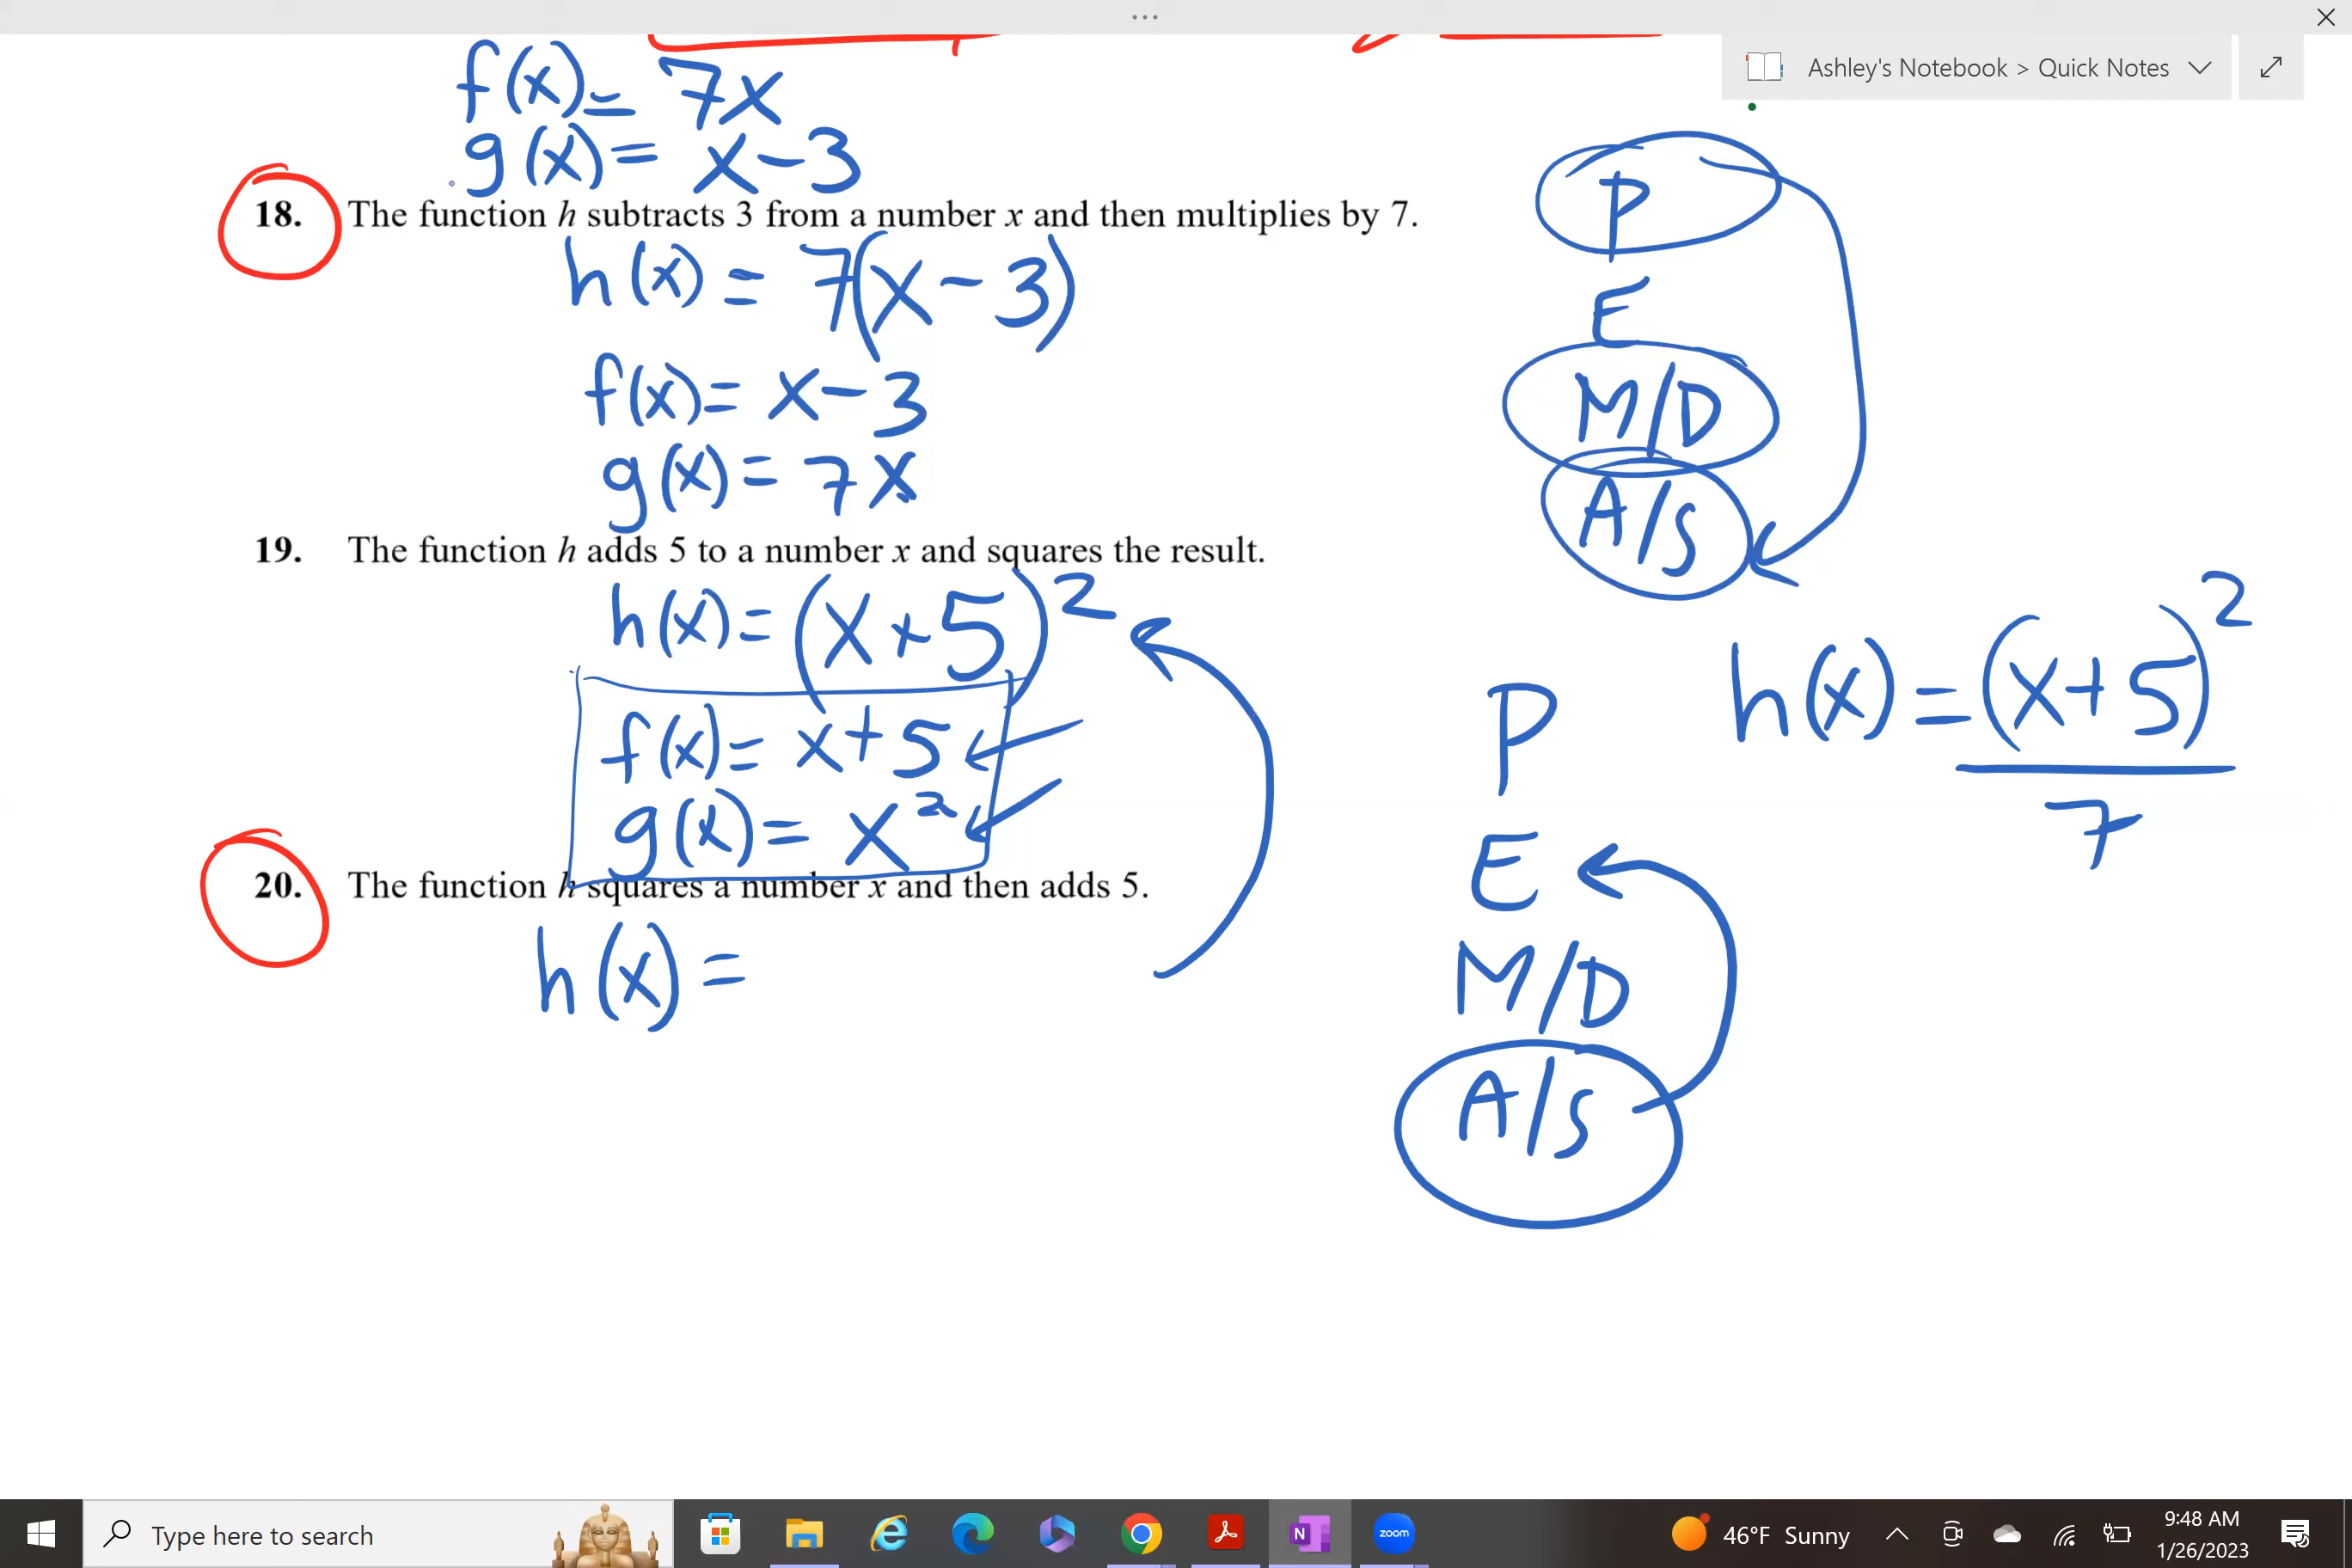 Ashley's Notebook > Quick Notes
f(x) = 7x
g(x) = x-3
18. The function h subtracts 3 from a number x and then multiplies by 7.
h(x) = 7(x-3)
f(x) = x-3
g(x) = 7x
19. The function h adds 5 to a number x and squares the result.
h(x) = (x+5)²
f(x) = x+5
g(x) = x²
20. The function h squares a number x and then adds 5.
h(x) =
P
E
M/D
A/S
h(x) = (x+5)²
7
P
E
M/D
A/S
Type here to search
N
zoom
46°F Sunny
9:48 AM
1/26/2023